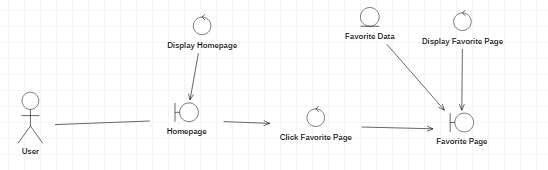 Favorite Data
Display Favorite Page
Display Homepage
Homepage
Click Favorite Page
Favorite Page
User